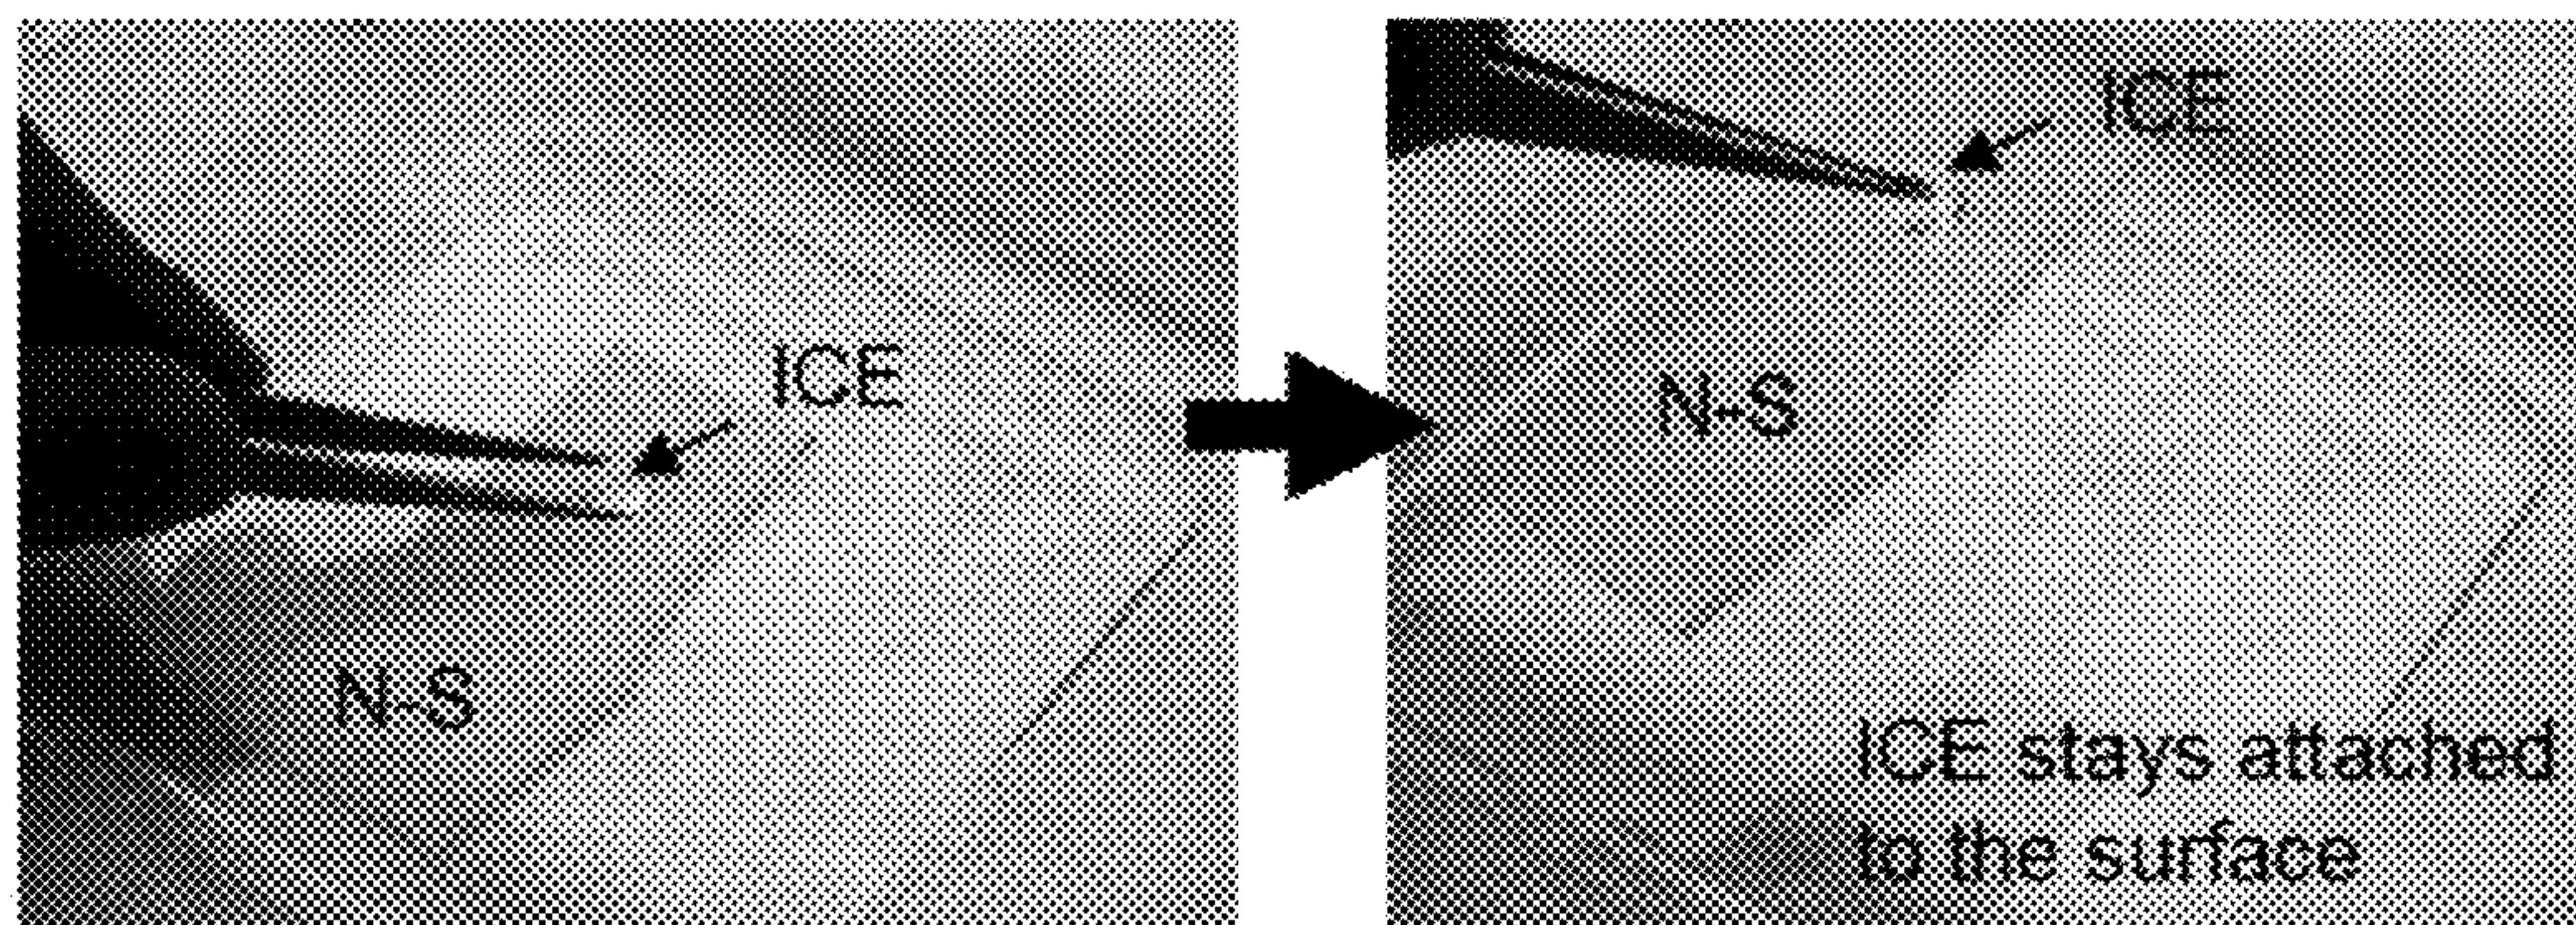 ICE
N-S
ICE
N-S
ICE stays attached
to the surface